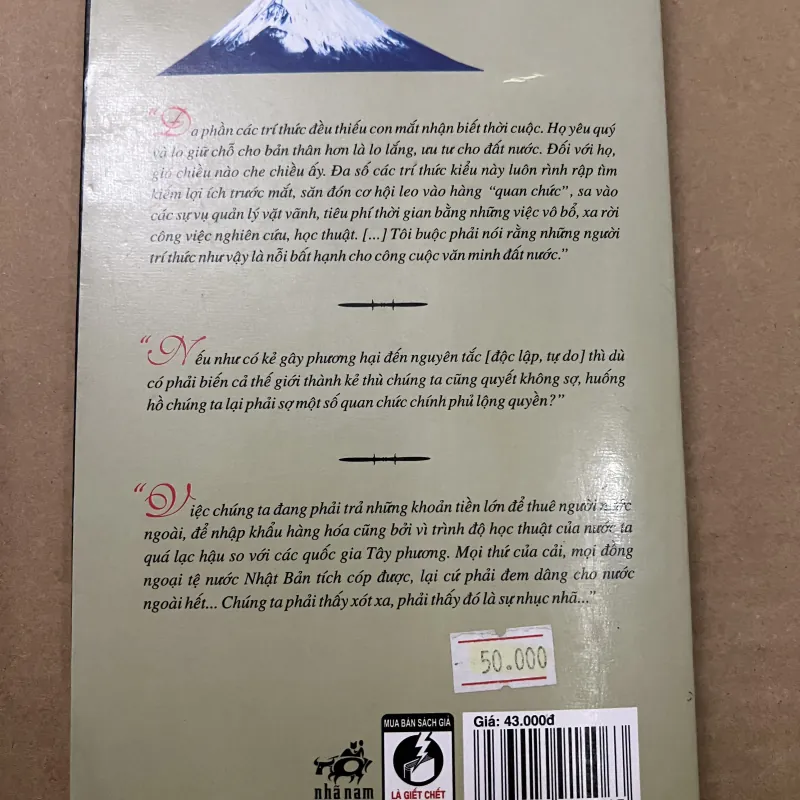 “Đa phần các trí thức đều thiếu con mắt nhận biết thời cuộc. Họ yêu quý
và lo giữ chỗ cho bản thân hơn là lo lắng, ưu tư cho đất nước. Đối với họ,
gió chiều nào che chiều ấy. Đa số các trí thức kiểu này luôn rình rập tìm
kiếm lợi ích trước mắt, săn đón cơ hội leo vào hàng “quan chức”, sa vào
các sự vụ quản lý vặt vãnh, tiêu phí thời gian bằng những việc vô bổ, xa rời
công việc nghiên cứu, học thuật. [...] Tôi buộc phải nói rằng những người
trí thức như vậy là nỗi bất hạnh cho công cuộc văn minh đất nước.”
“Nếu như có kẻ gây phương hại đến nguyên tắc [độc lập, tự do] thì dù
có phải biến cả thế giới thành kẻ thù chúng ta cũng quyết không sợ, huống
hồ chúng ta lại phải sợ một số quan chức chính phủ lộng quyền?”
“Việc chúng ta đang phải trả những khoản tiền lớn để thuê người nước
ngoài, để nhập khẩu hàng hóa cũng bởi vì trình độ học thuật của nước ta
quá lạc hậu so với các quốc gia Tây phương. Mọi thứ của cải, mọi đồng
ngoại tệ nước Nhật Bản tích cóp được, lại cứ phải đem dâng cho nước
ngoài hết... Chúng ta phải thấy xót xa, phải thấy đó là sự nhục nhã...”
50.000
MUA BÁN SÁCH GIẢ
LÀ GIẾT CHẾT
Giá: 43.000đ
nhã nam